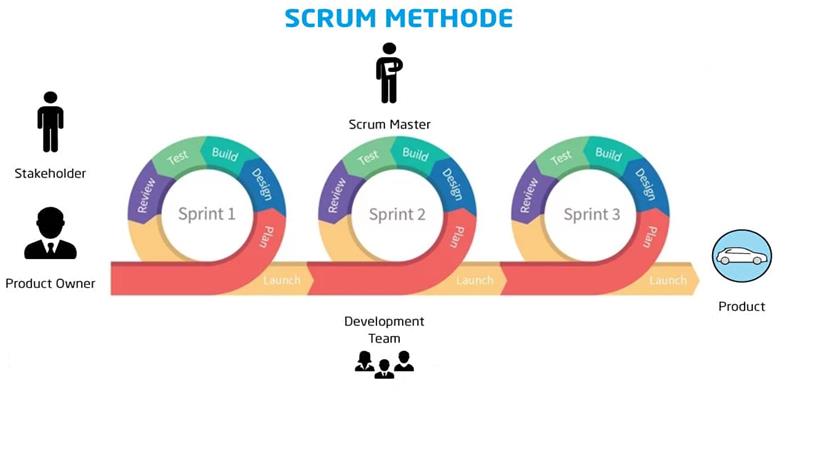 SCRUM METHODE
Scrum Master
Stakeholder
Product Owner
Review
Test
Build
Design
Plan
Launch
Sprint 1
Review
Test
Build
Design
Plan
Launch
Sprint 2
Review
Test
Build
Design
Plan
Launch
Sprint 3
Product
Development
Team